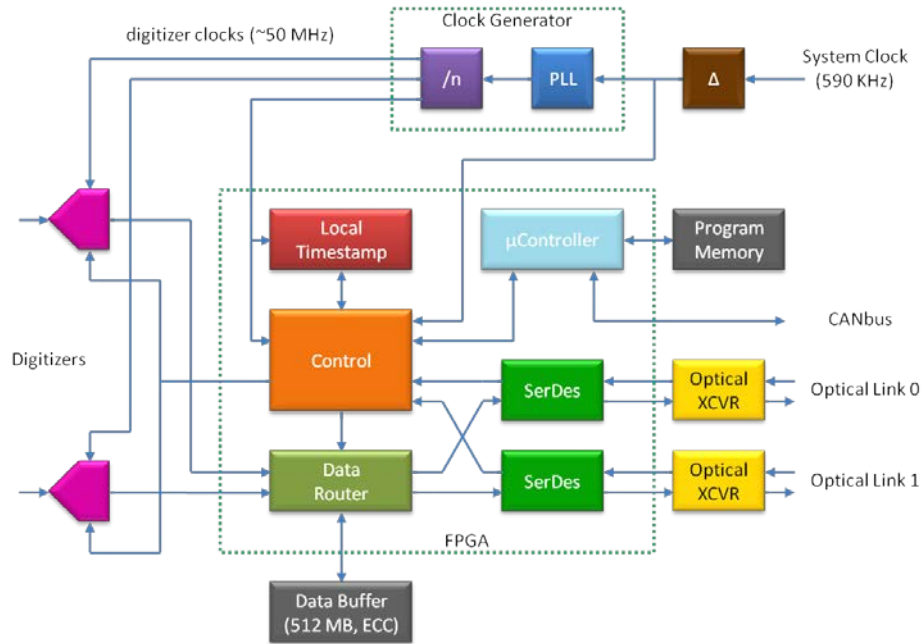 Clock Generator
digitizer clocks (~50 MHz)
System Clock
(590 KHz)
/n
PLL
Δ
Local
Timestamp
µController
Program
Memory
CANbus
Digitizers
Control
SerDes
Optical
XCVR
Optical Link 0
Data
Router
SerDes
Optical
XCVR
Optical Link 1
FPGA
Data Buffer
(512 MB, ECC)